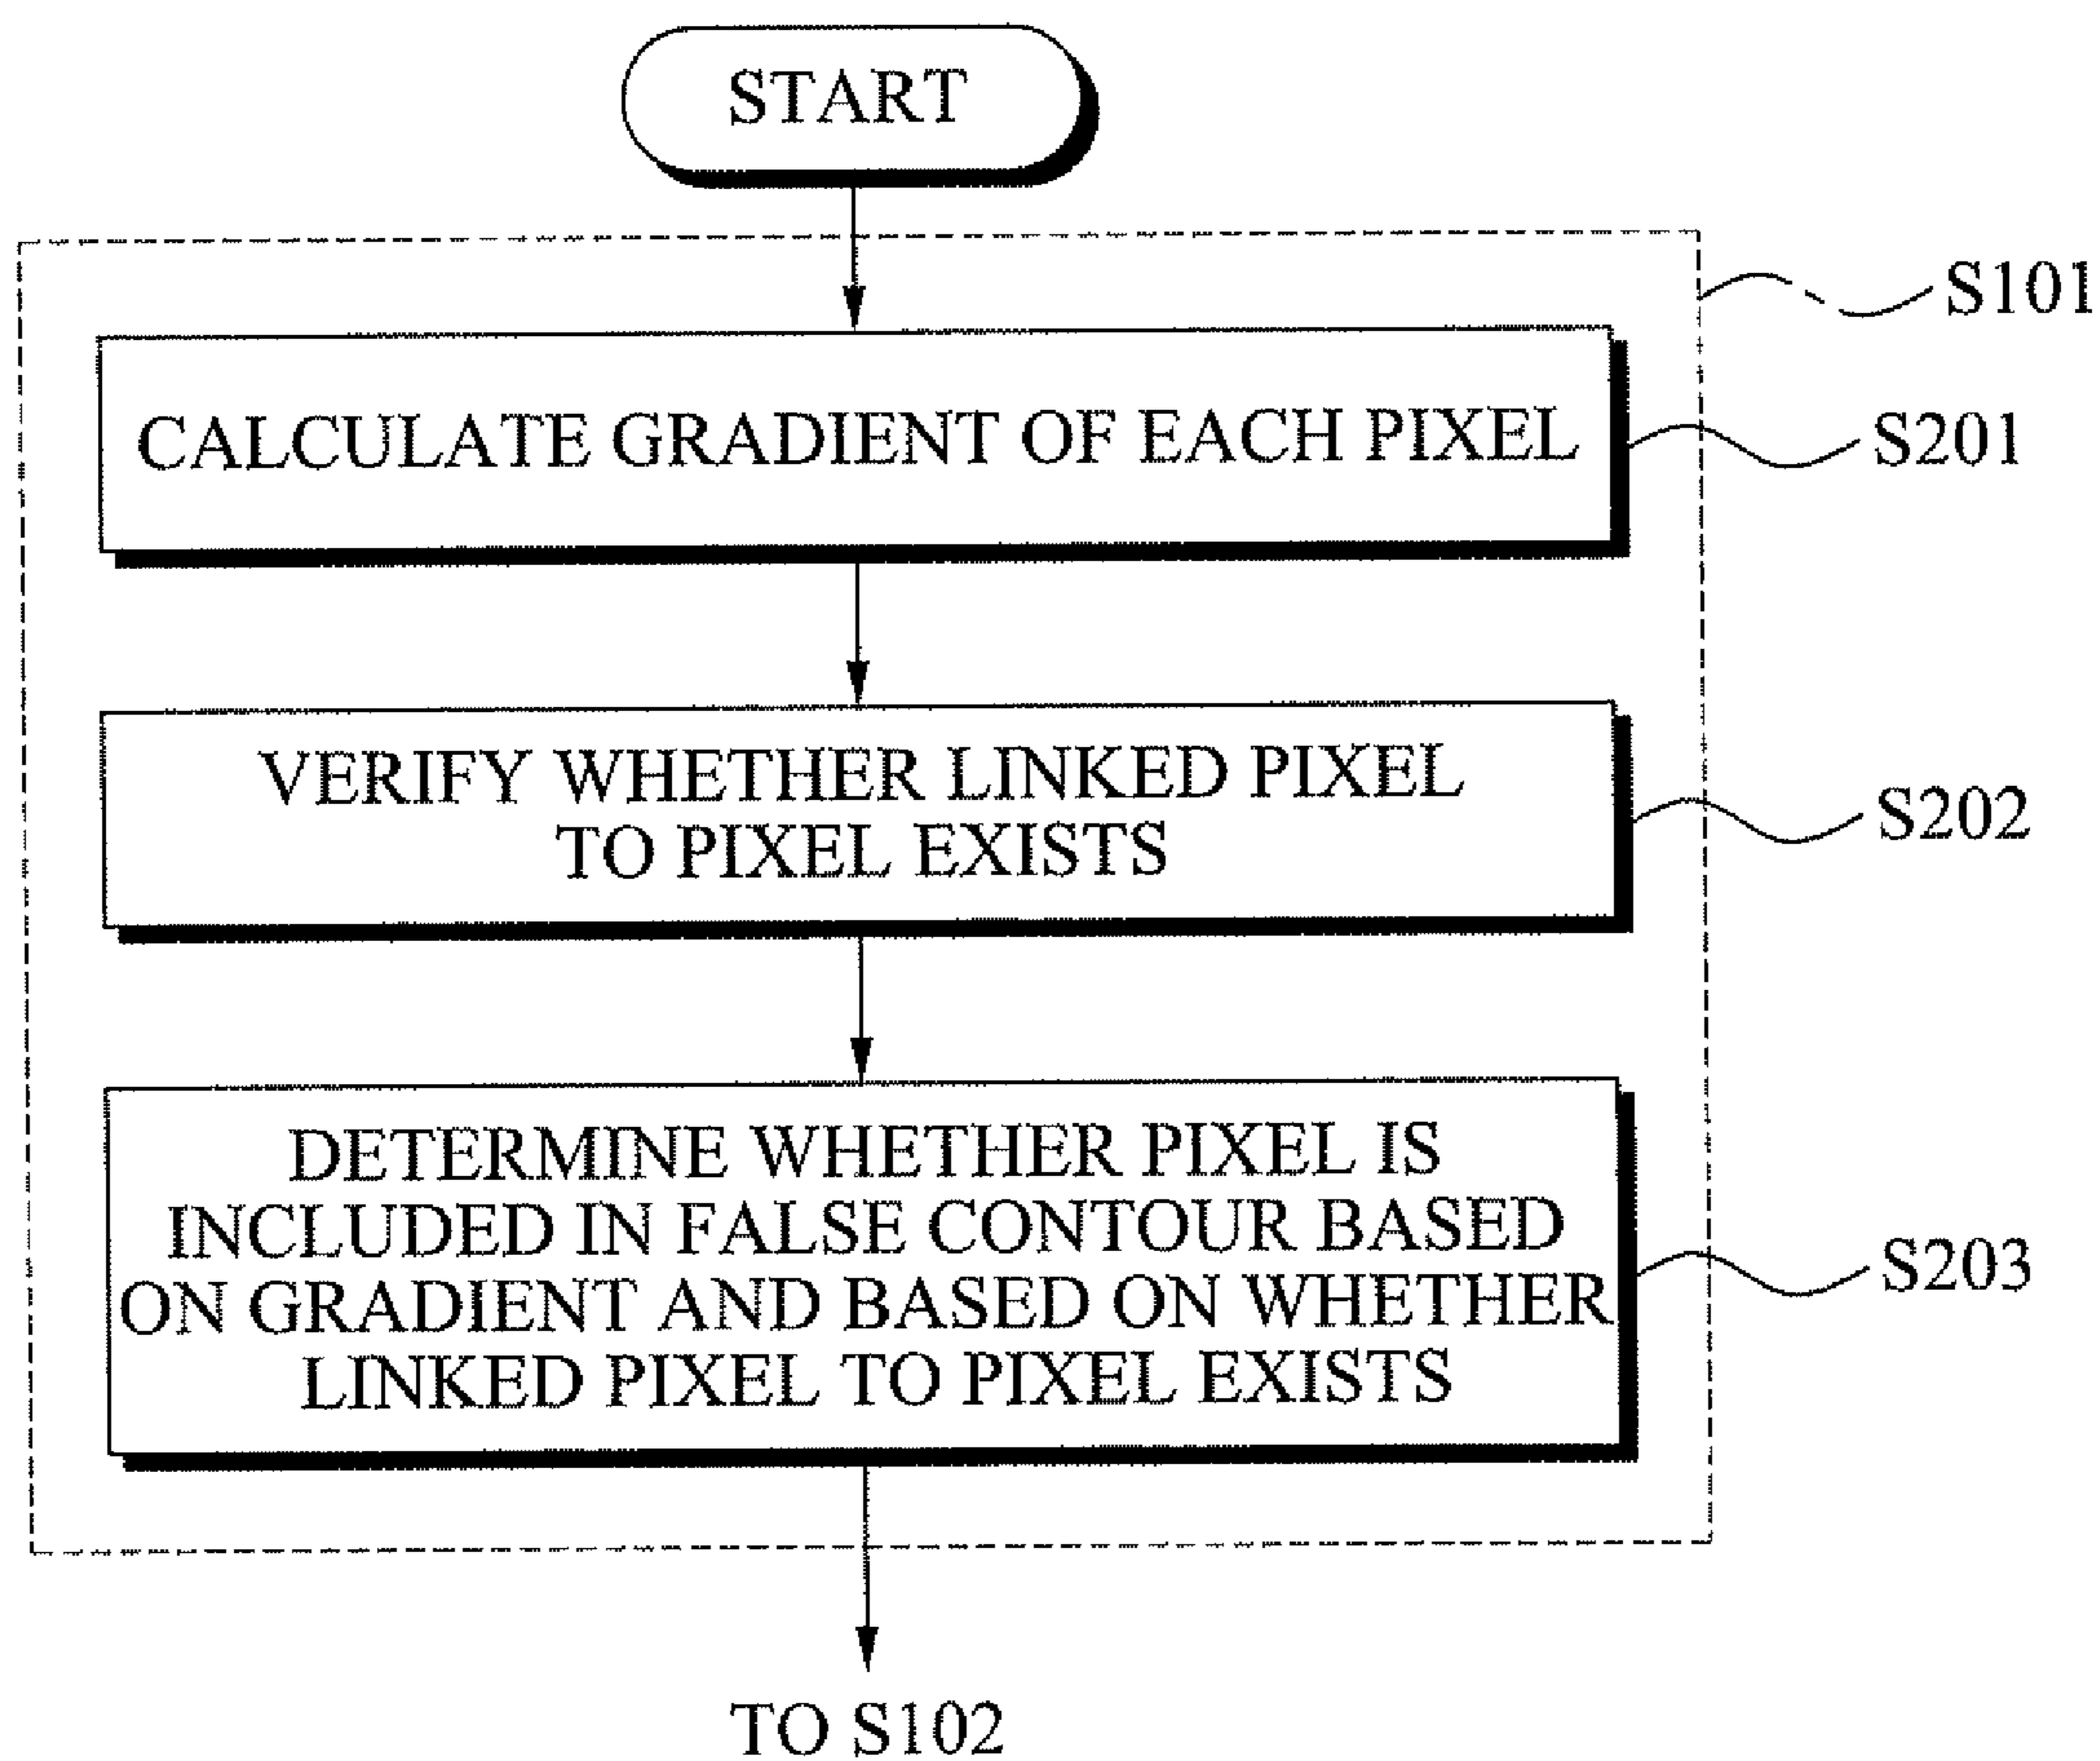 START
S101
CALCULATE GRADIENT OF EACH PIXEL
S201
VERIFY WHETHER LINKED PIXEL
TO PIXEL EXISTS
S202
DETERMINE WHETHER PIXEL IS
INCLUDED IN FALSE CONTOUR BASED
ON GRADIENT AND BASED ON WHETHER
LINKED PIXEL TO PIXEL EXISTS
S203
TO S102